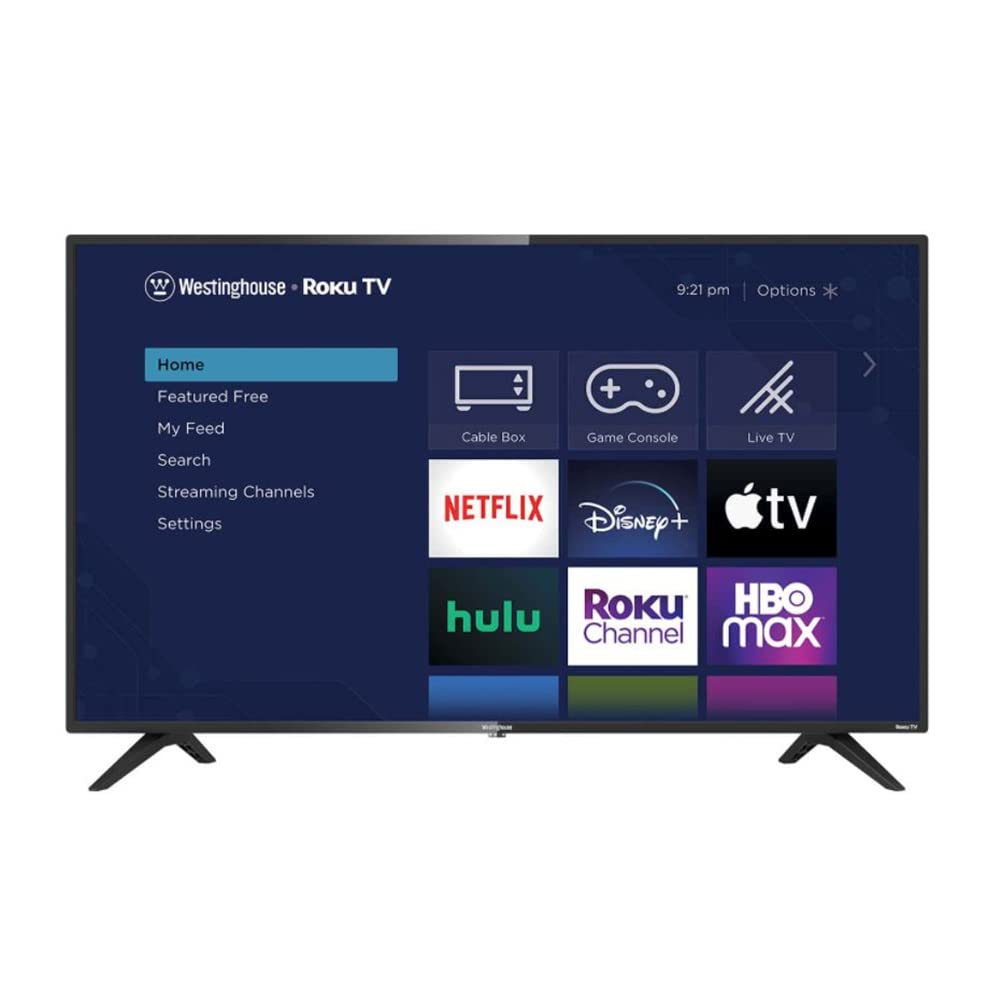 Westinghouse • Roku TV
9:21 pm | Options *
Home
Featured Free
My Feed
Search
Streaming Channels
Settings
Cable Box
Game Console
Live TV
NETFLIX
Disney+
tv
hulu
Roku
Channel
HBO
max
Westinghouse
Roku TV